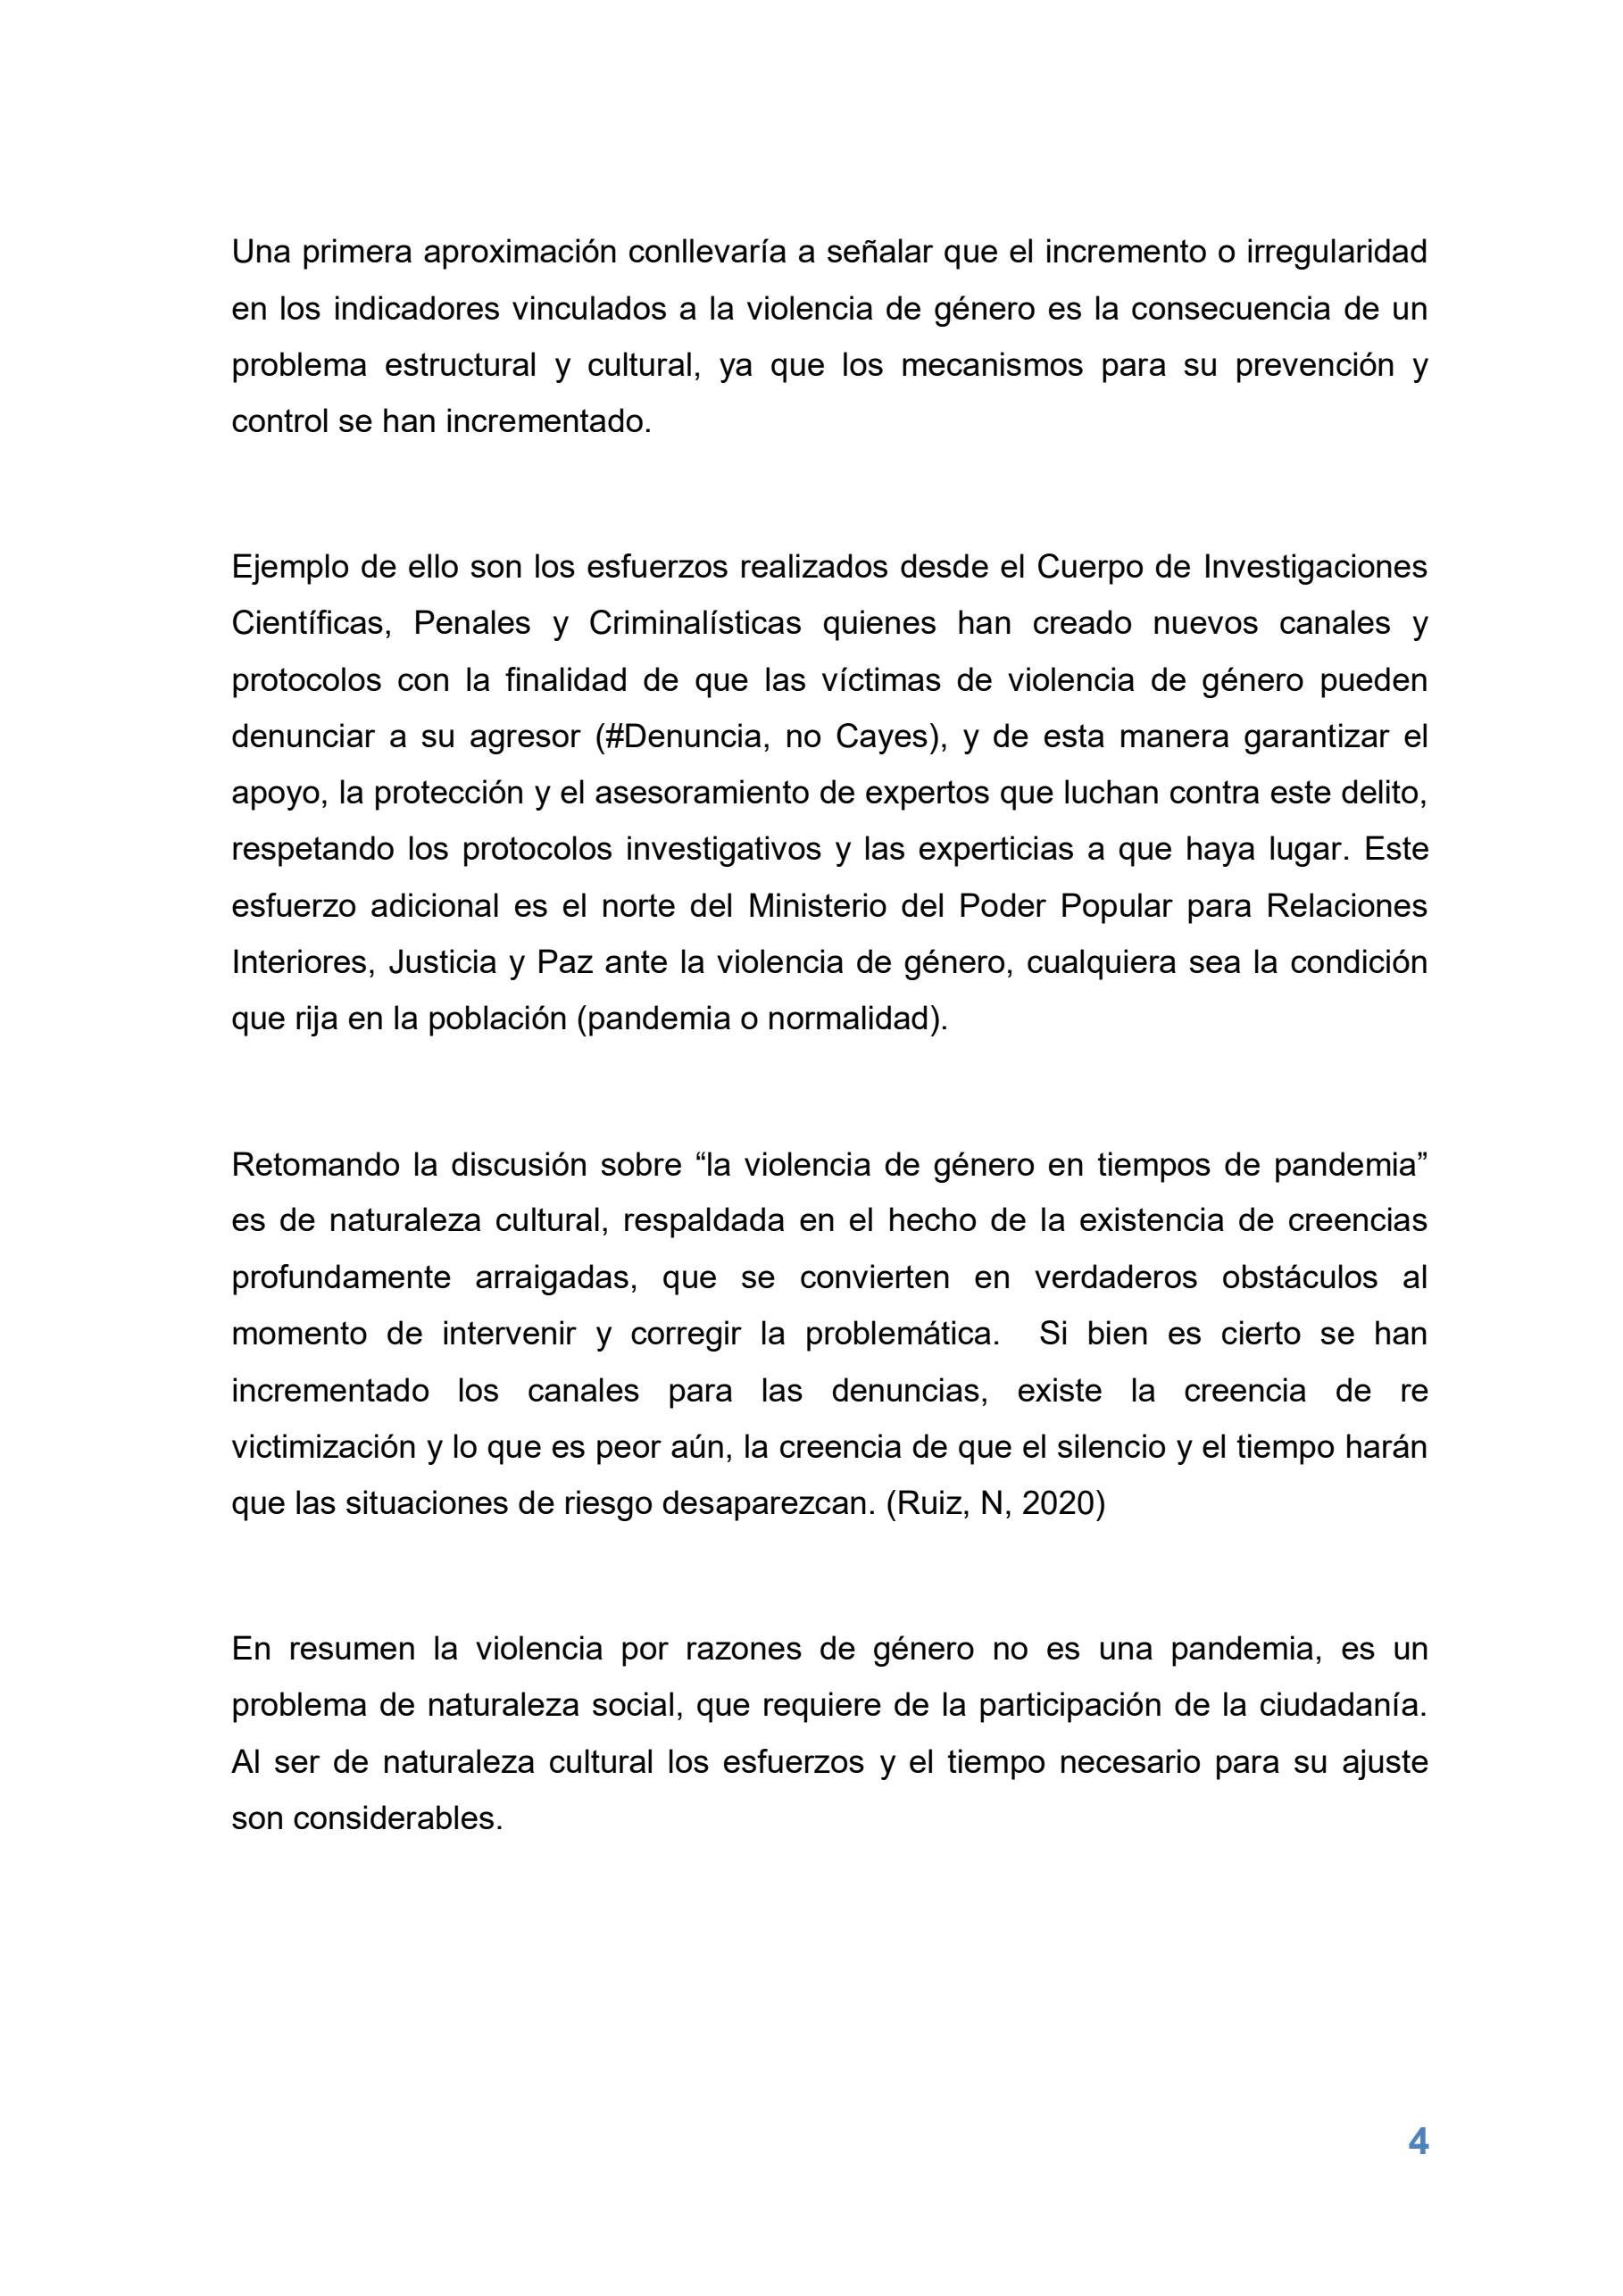 Una primera aproximación conllevaría a señalar que el incremento o irregularidad
en los indicadores vinculados a la violencia de género es la consecuencia de un
problema estructural y cultural, ya que los mecanismos para su prevención y
control se han incrementado.
Ejemplo de ello son los esfuerzos realizados desde el Cuerpo de Investigaciones
Científicas, Penales y Criminalísticas quienes han creado nuevos canales y
protocolos con la finalidad de que las víctimas de violencia de género pueden
denunciar a su agresor (#Denuncia, no Cayes), y de esta manera garantizar el
apoyo, la protección y el asesoramiento de expertos que luchan contra este delito,
respetando los protocolos investigativos y las experticias a que haya lugar. Este
esfuerzo adicional es el norte del Ministerio del Poder Popular para Relaciones
Interiores, Justicia y Paz ante la violencia de género, cualquiera sea la condición
que rija en la población (pandemia o normalidad).
Retomando la discusión sobre “la violencia de género en tiempos de pandemia”
es de naturaleza cultural, respaldada en el hecho de la existencia de creencias
profundamente arraigadas, que se convierten en verdaderos obstáculos al
momento de intervenir y corregir la problemática.  Si bien es cierto se han
incrementado los canales para las denuncias, existe la creencia de re
victimización y lo que es peor aún, la creencia de que el silencio y el tiempo harán
que las situaciones de riesgo desaparezcan. (Ruiz, N, 2020)
En resumen la violencia por razones de género no es una pandemia, es un
problema de naturaleza social, que requiere de la participación de la ciudadanía.
Al ser de naturaleza cultural los esfuerzos y el tiempo necesario para su ajuste
son considerables.
4